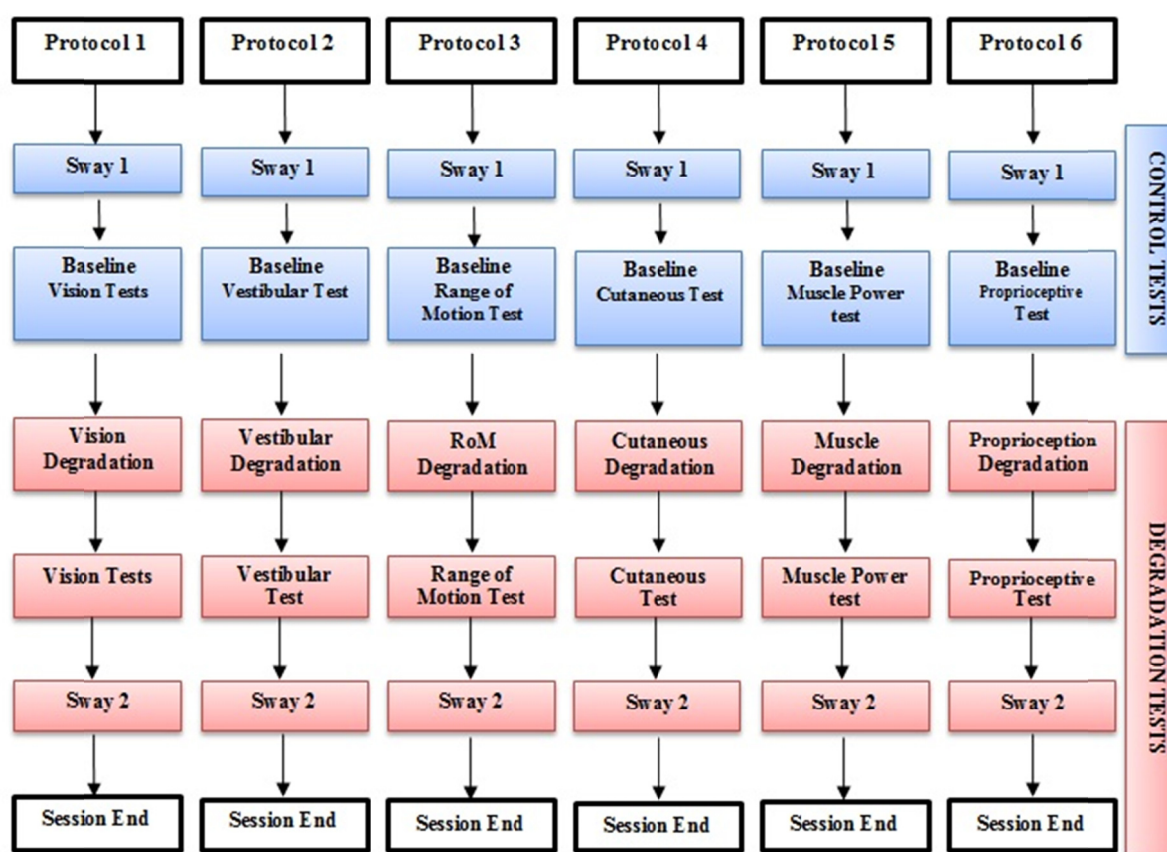 Protocol 1
Protocol 2
Protocol 3
Protocol 4
Protocol 5
Protocol 6
Sway 1
Sway 1
Sway 1
Sway 1
Sway 1
Sway 1
Baseline
Vision Tests
Baseline
Vestibular Test
Baseline
Range of
Motion Test
Baseline
Cutaneous Test
Baseline
Muscle Power
test
Baseline
Proprioceptive
Test
CONTROL TESTS
Vision
Degradation
Vestibular
Degradation
RoM
Degradation
Cutaneous
Degradation
Muscle
Degradation
Proprioception
Degradation
Vision Tests
Vestibular
Test
Range of
Motion Test
Cutaneous
Test
Muscle Power
test
Proprioceptive
Test
Sway 2
Sway 2
Sway 2
Sway 2
Sway 2
Sway 2
DEGRADATION TESTS
Session End
Session End
Session End
Session End
Session End
Session End